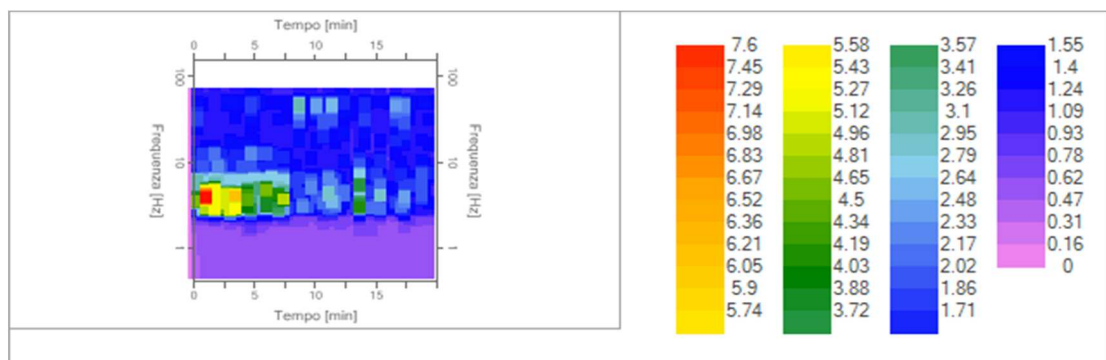 Tempo [min]
0 5 10 15
100 100
Frequenza [Hz] Frequenza [Hz]
10 10
1 1
0 5 10 15
Tempo [min]
7.6 5.58 3.57 1.55
7.45 5.43 3.41 1.4
7.29 5.27 3.26 1.24
7.14 5.12 3.1 1.09
6.98 4.96 2.95 0.93
6.83 4.81 2.79 0.78
6.67 4.65 2.64 0.62
6.52 4.5 2.48 0.47
6.36 4.34 2.33 0.31
6.21 4.19 2.17 0.16
6.05 4.03 2.02 0
5.9 3.88 1.86
5.74 3.72 1.71